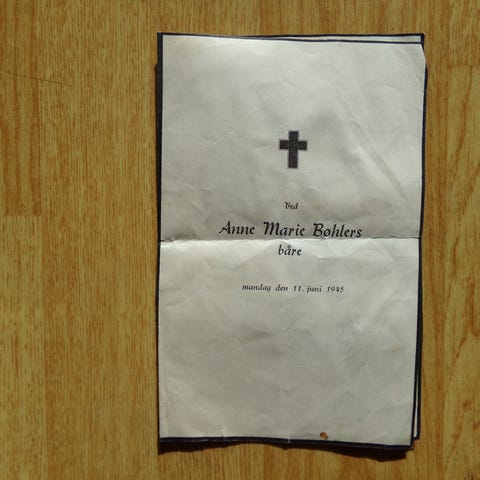 Ved
Anne Marie Bohlers
båre
mandag den 11. juni 1945